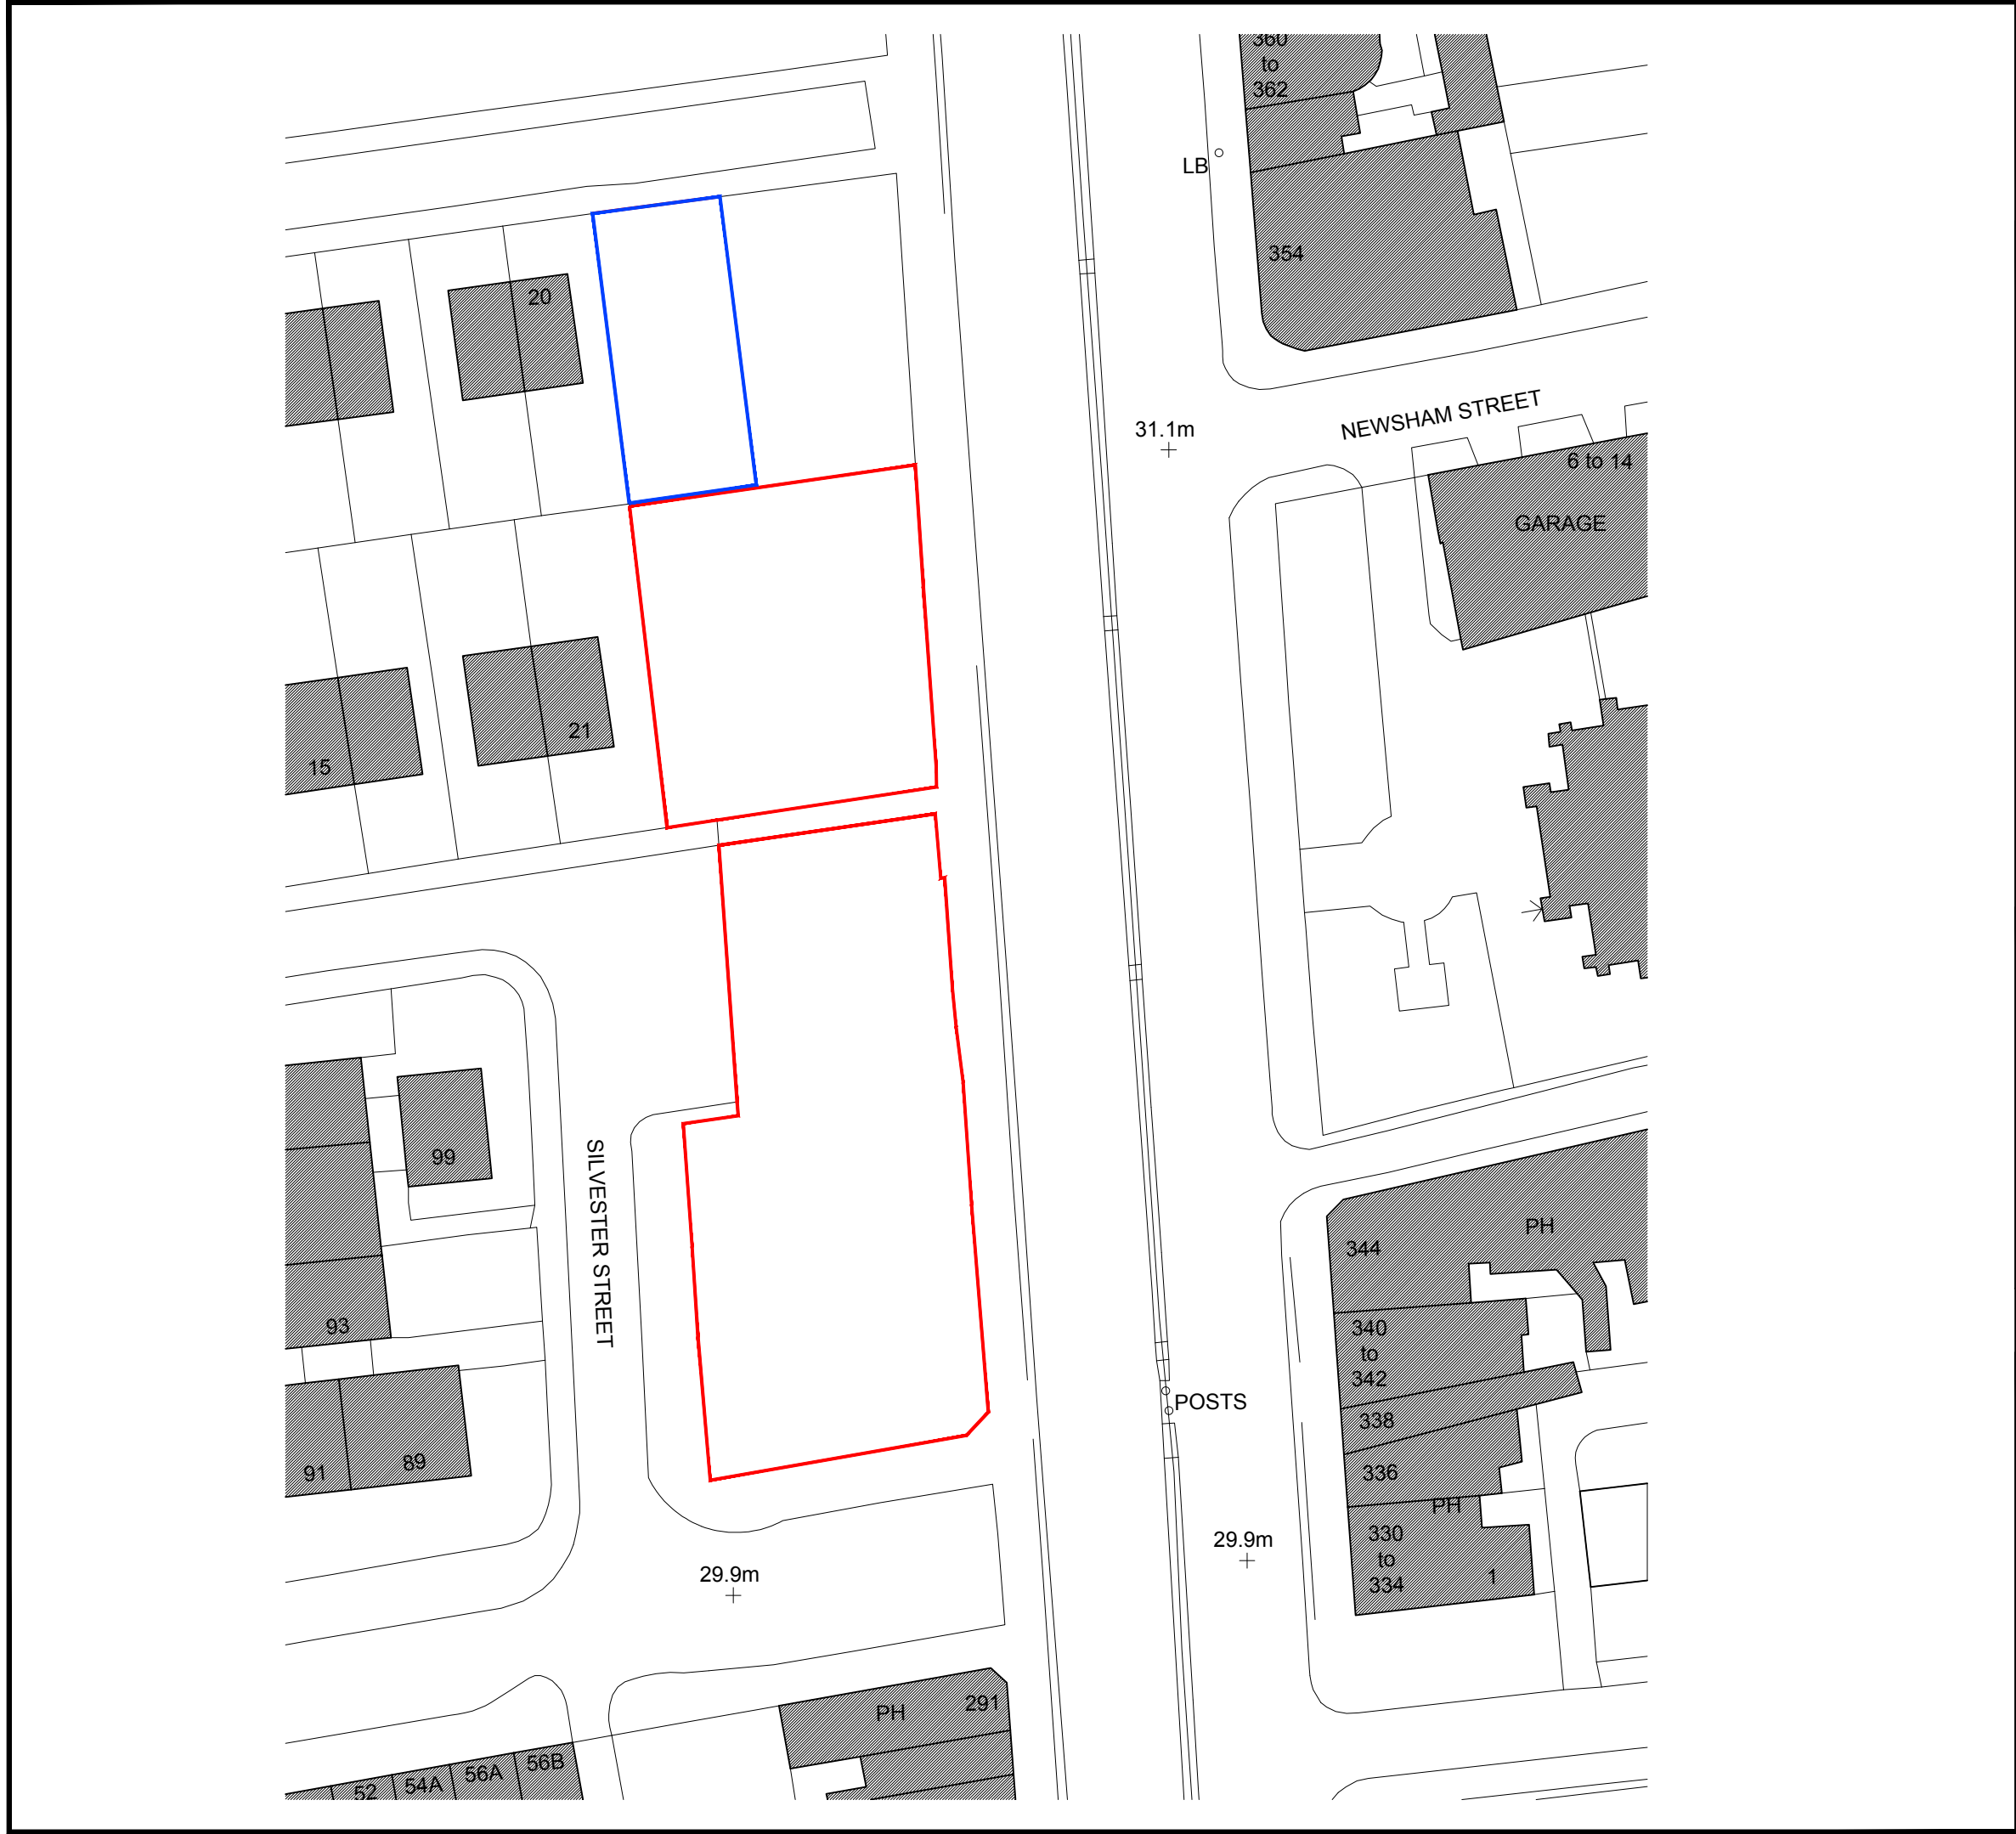 360
to
362
LB
354
20
31.1m
NEWSHAM STREET
6 to 14
GARAGE
21
15
99
SILVESTER STREET
93
91
89
344
PH
340
to
342
338
336
PH
330
to
334
1
POSTS
29.9m
29.9m
PH
291
52
54A
56A
56B